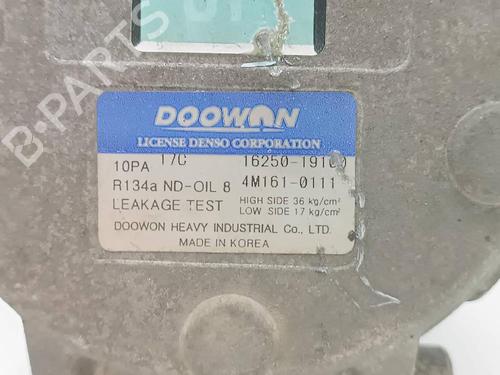 B-PARTS
DOOWON
LICENSE DENSO CORPORATION
10PA 17C 16250-19100
R134a ND-OIL 8 4M161-0111
LEAKAGE TEST HIGH SIDE 36 kg/cm²
LOW SIDE 17 kg/cm²
DOOWON HEAVY INDUSTRIAL Co., LTD.
MADE IN KOREA